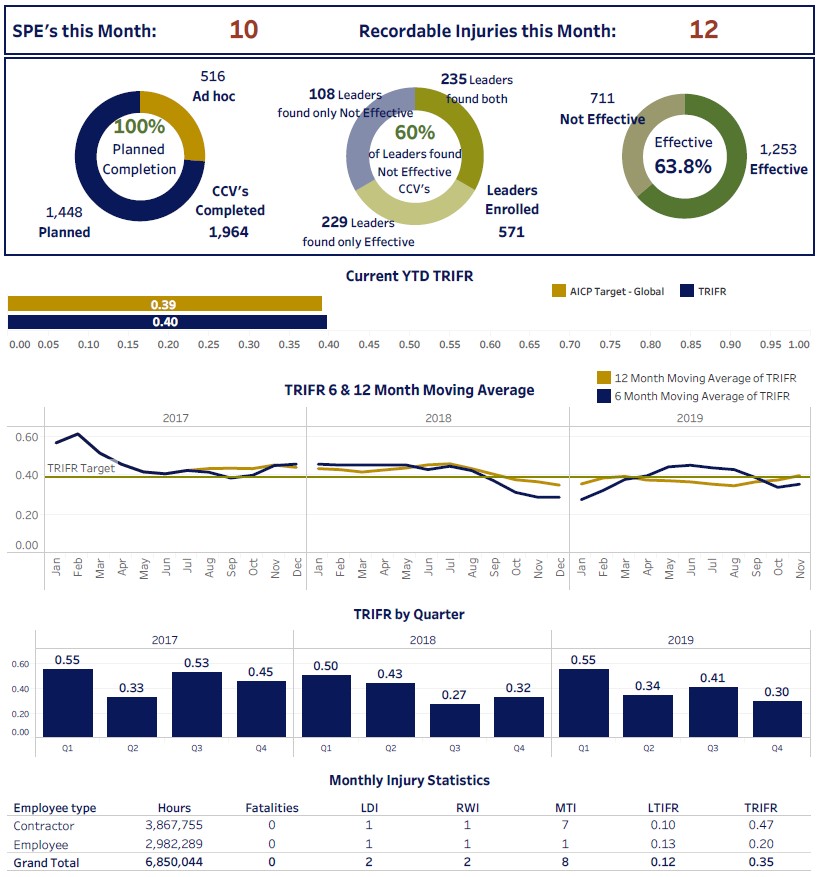 SPE's this Month: 10 Recordable Injuries this Month: 12
516
Ad hoc
100%
Planned
Completion
CCV's
Completed
1,964
1,448
Planned
108 Leaders
found only Not Effective
235 Leaders
found both
60%
of Leaders found
Not Effective
CCV's
Leaders
Enrolled
571
229 Leaders
found only Effective
711
Not Effective
Effective
63.8%
1,253
Effective
Current YTD TRIFR
AICP Target - Global TRIFR
0.39
0.40
0.00 0.05 0.10 0.15 0.20 0.25 0.30 0.35 0.40 0.45 0.50 0.55 0.60 0.65 0.70 0.75 0.80 0.85 0.90 0.95 1.00
TRIFR 6 & 12 Month Moving Average
12 Month Moving Average of TRIFR
6 Month Moving Average of TRIFR
2017 2018 2019
0.60
TRIFR Target
0.40
0.20
0.00
Jan Feb Mar Apr May Jun Jul Aug Sep Oct Nov Dec Jan Feb Mar Apr May Jun Jul Aug Sep Oct Nov Dec Jan Feb Mar Apr May Jun Jul Aug Sep Oct Nov
TRIFR by Quarter
2017 2018 2019
0.60
0.40
0.20
0.00
0.55 0.33 0.53 0.45 0.50 0.43 0.27 0.32 0.55 0.34 0.41 0.30
Q1 Q2 Q3 Q4 Q1 Q2 Q3 Q4 Q1 Q2 Q3 Q4
Monthly Injury Statistics
Employee type Hours Fatalities LDI RWI MTI LTIFR TRIFR
Contractor 3,867,755 0 1 1 7 0.10 0.47
Employee 2,982,289 0 1 1 1 0.13 0.20
Grand Total 6,850,044 0 2 2 8 0.12 0.35